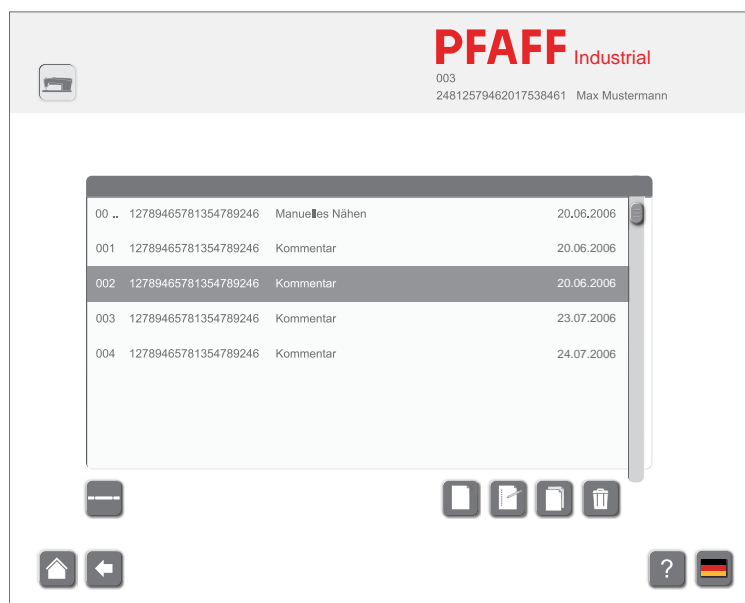 PFAFF Industrial
003
24812579462017538461 Max Mustermann
00 .. 12789465781354789246 Manuelles Nähen 20.06.2006
001 12789465781354789246 Kommentar 20.06.2006
002 12789465781354789246 Kommentar 20.06.2006
003 12789465781354789246 Kommentar 23.07.2006
004 12789465781354789246 Kommentar 24.07.2006
?